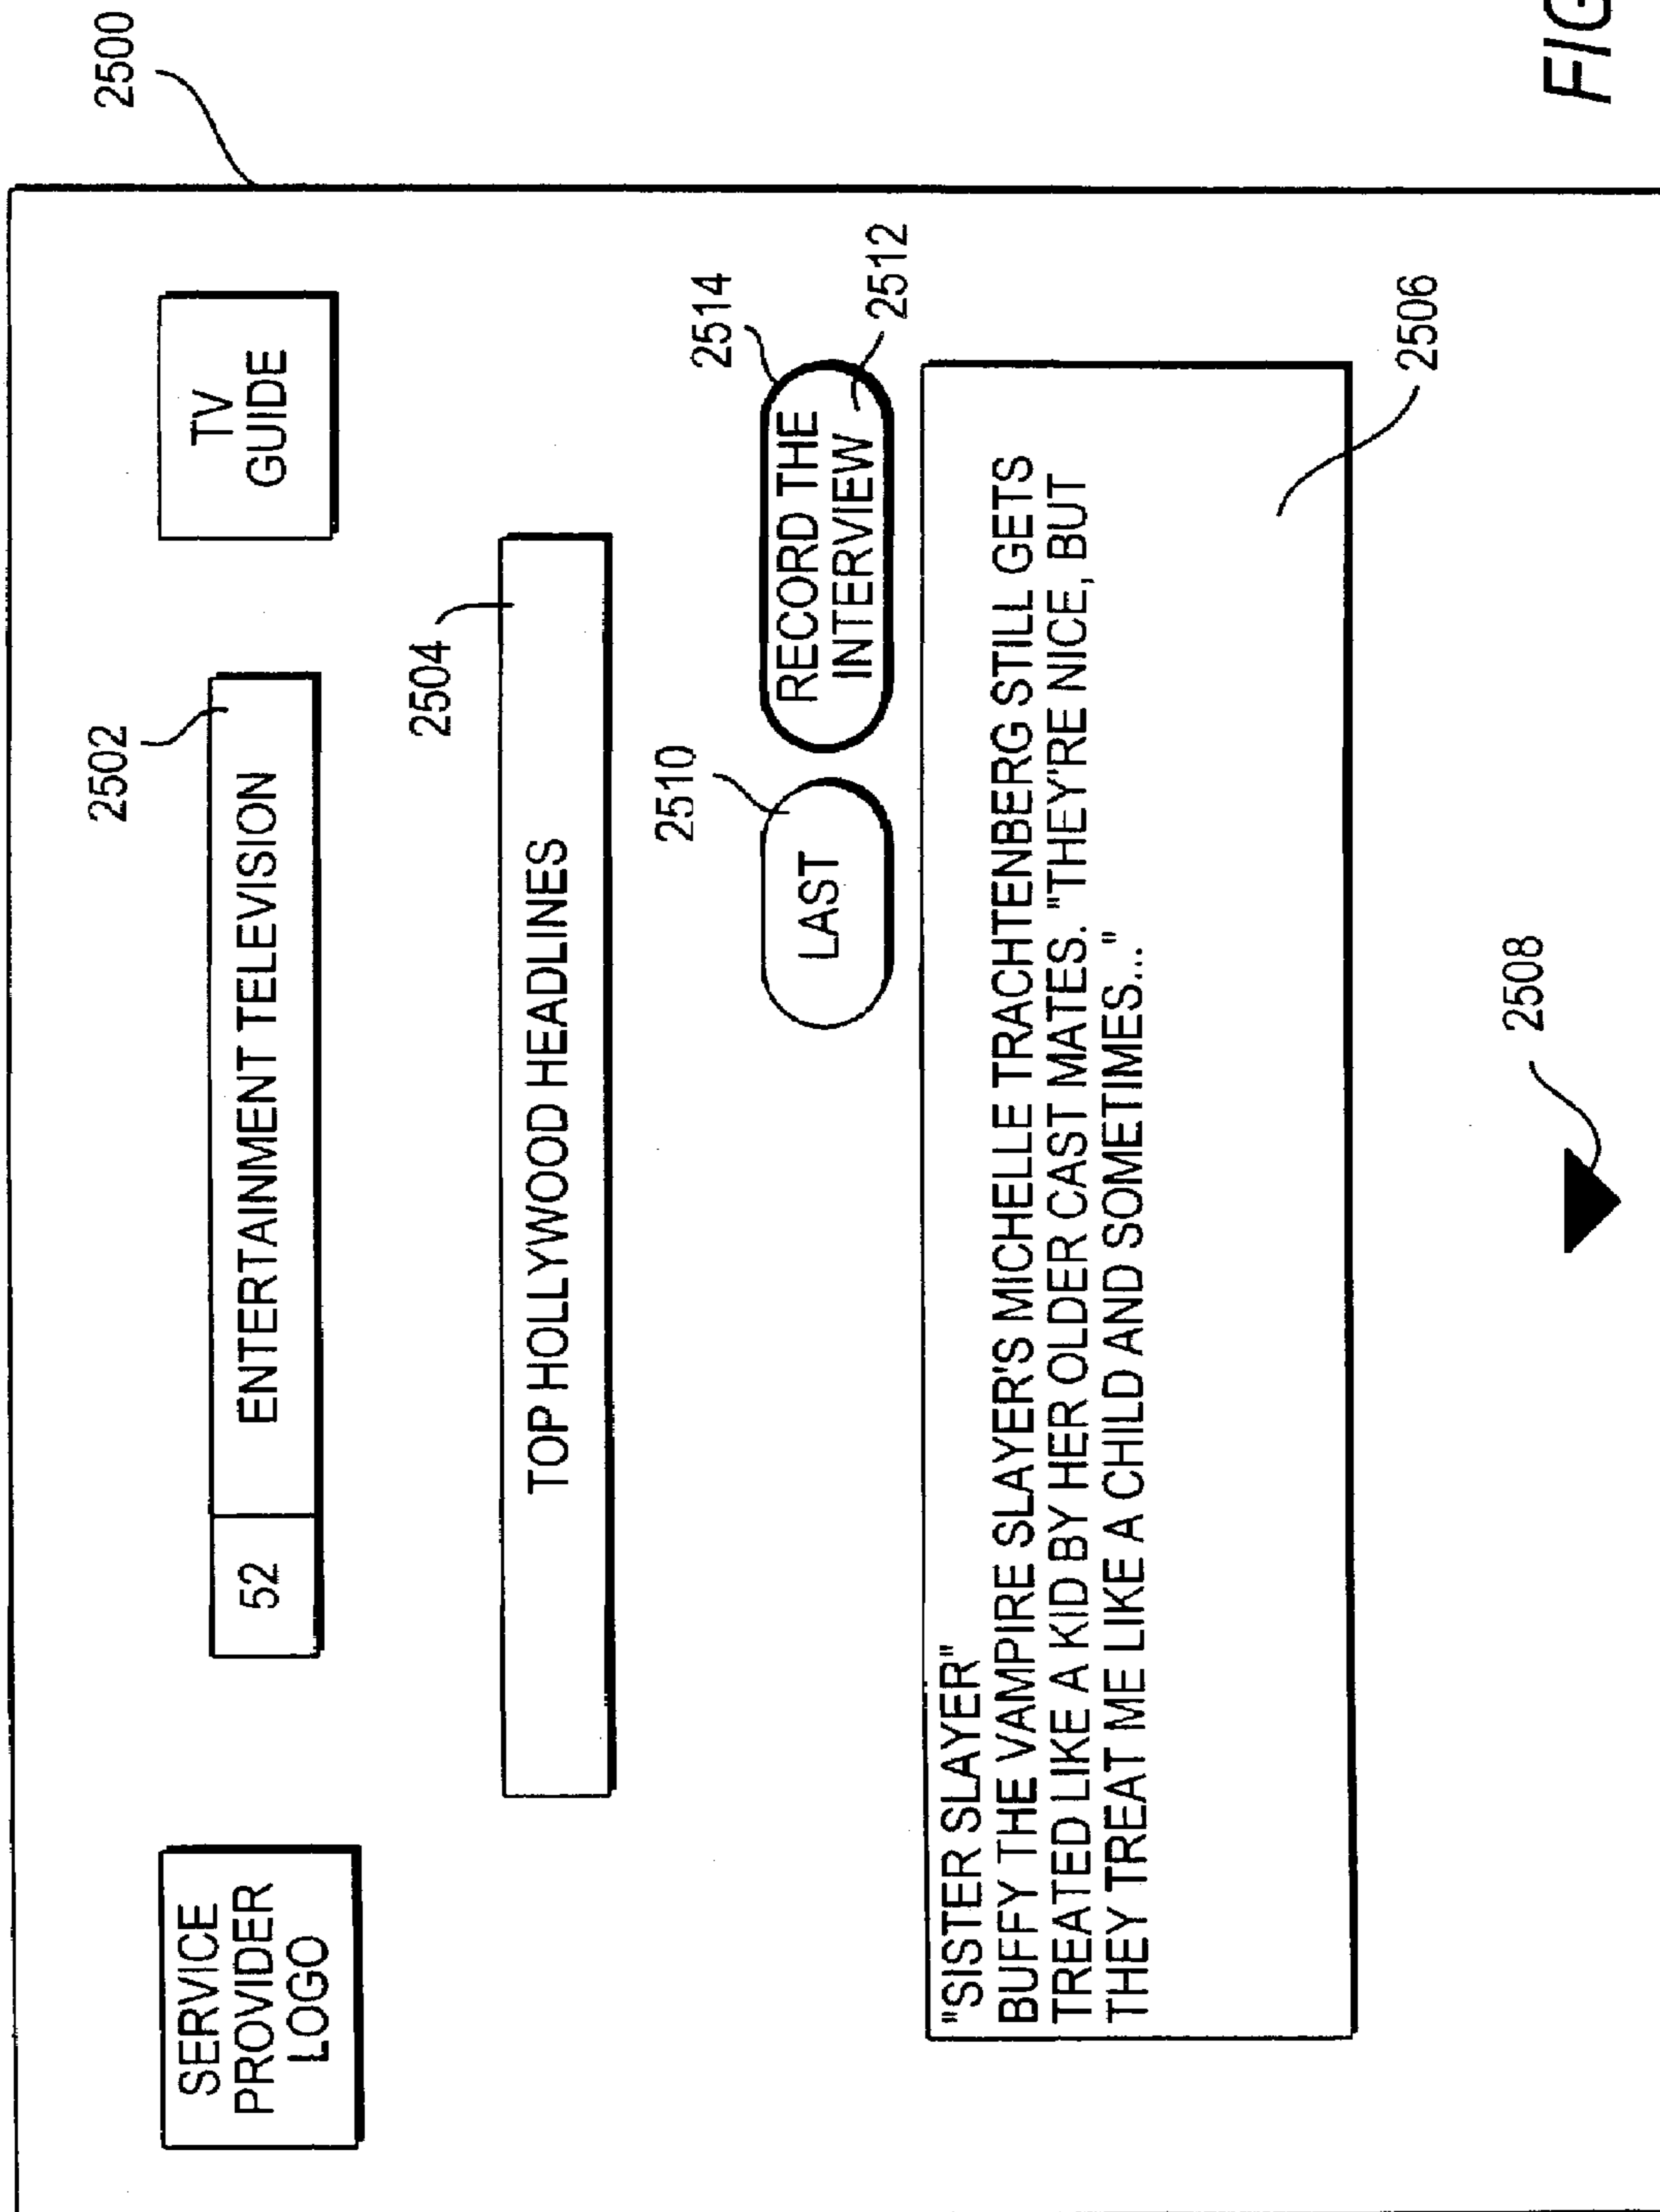 2500
SERVICE
PROVIDER
LOGO
2502
52 ENTERTAINMENT TELEVISION
TV
GUIDE
2504
TOP HOLLYWOOD HEADLINES
2510
LAST
2514
RECORD THE
INTERVIEW
2512
"SISTER SLAYER"
BUFFY THE VAMPIRE SLAYER'S MICHELLE TRACHTENBERG STILL GETS
TREATED LIKE A KID BY HER OLDER CAST MATES. "THEY'RE NICE, BUT
THEY TREAT ME LIKE A CHILD AND SOMETIMES..."
2506
2508
FIG